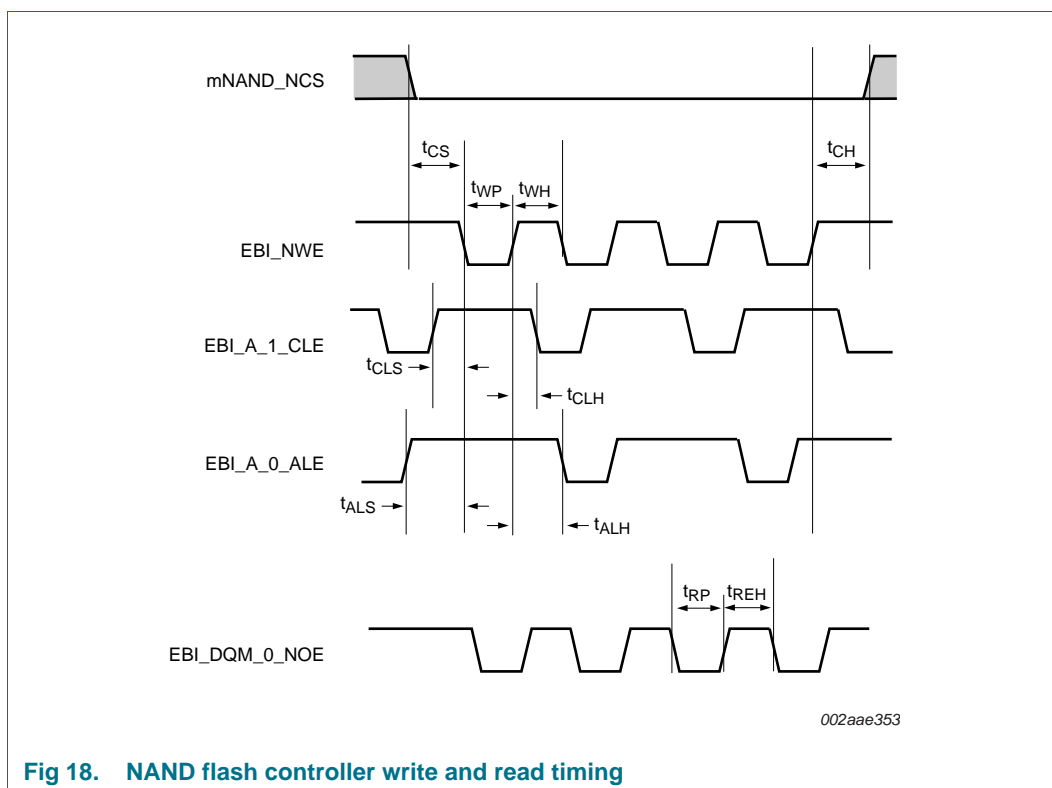 mNAND_NCS
tCS
tCH
tWP
tWH
EBI_NWE
EBI_A_1_CLE
tCLS
tCLH
EBI_A_0_ALE
tALS
tALH
tRP
tREH
EBI_DQM_0_NOE
002aae353
Fig 18. NAND flash controller write and read timing